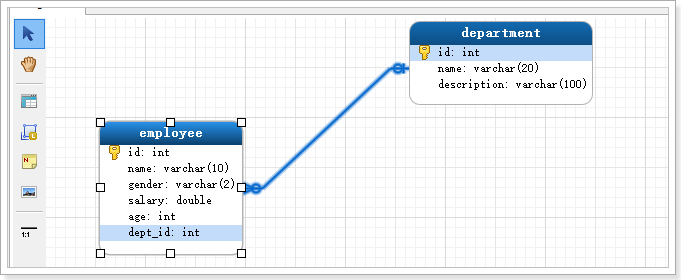 department
id: int
name: varchar(20)
description: varchar(100)
employee
id: int
name: varchar(10)
gender: varchar(2)
salary: double
age: int
dept_id: int
1:1